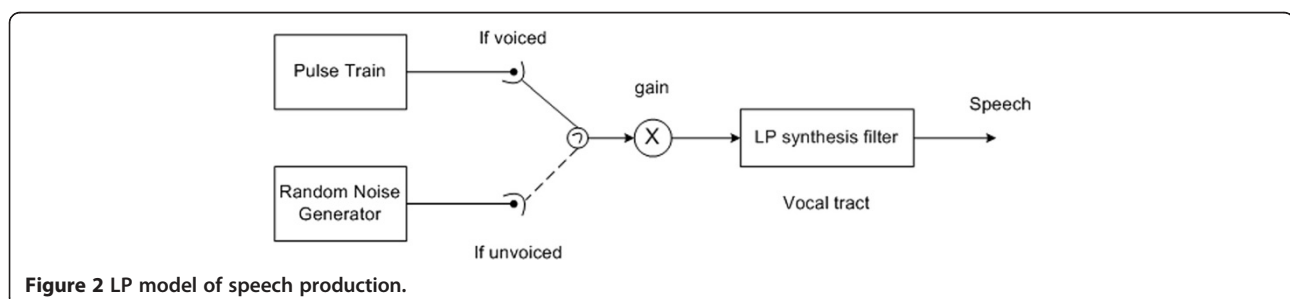 If voiced
Pulse Train
gain
X
LP synthesis filter
Speech
Vocal tract
Random Noise
Generator
If unvoiced
Figure 2 LP model of speech production.